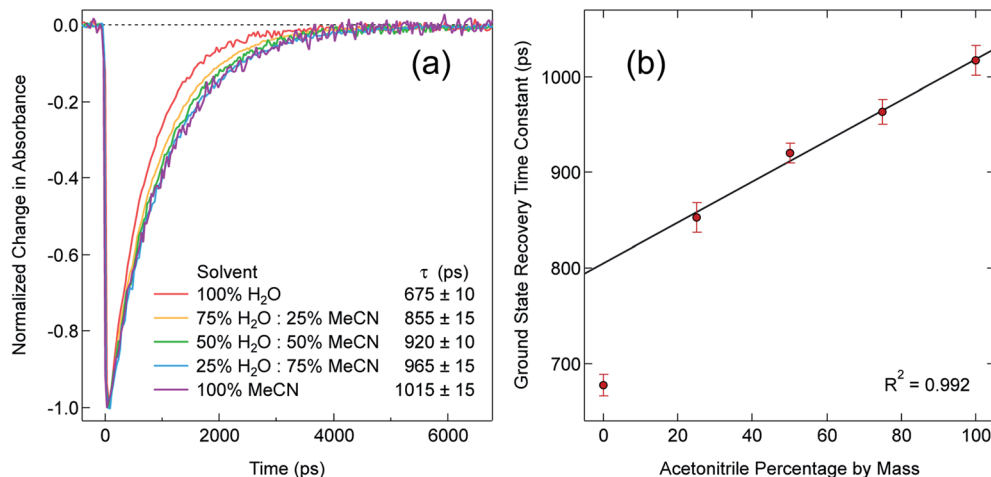 (a)
Normalized Change in Absorbance
0.0
-0.2
-0.4
-0.6
-0.8
-1.0
Solvent τ (ps)
100% H₂O 675 ± 10
75% H₂O : 25% MeCN 855 ± 15
50% H₂O : 50% MeCN 920 ± 10
25% H₂O : 75% MeCN 965 ± 15
100% MeCN 1015 ± 15
0 2000 4000 6000
Time (ps)
(b)
Ground State Recovery Time Constant (ps)
1000
900
800
700
R² = 0.992
0 20 40 60 80 100
Acetonitrile Percentage by Mass